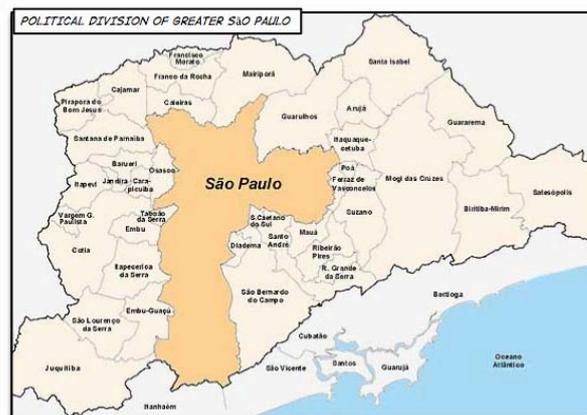 POLITICAL DIVISION OF GREATER SÃO PAULO
Francisco
Morato
Franco da Rocha
Mairiporã
Santa Isabel
Cajamar
Caieiras
Pirapora do
Bom Jesus
Guarulhos
Arujá
Guararema
Santana de Parnaíba
Itaquaque-
cetuba
Barueri
Osasco
Jandira
Cara-
picuiba
Itapevi
São Paulo
Poá
Ferraz de
Vasconcelos
Mogi das Cruzes
Salesópolis
Biritiba-Mirim
Suzano
Vargem G.
Paulista
Taboão
da Serra
Embu
Cotia
S.Caetano
do Sul
Diadema
Santo
André
Mauá
Ribeirão
Pires
R. Grande
da Serra
Itapecerica
da Serra
São Bernardo
do Campo
Embu-Guaçú
São Lourenço
da Serra
Juquitiba
Bertioga
Cubatão
Santos
São Vicente
Guarujá
Oceano
Atlântico
Itanhaém